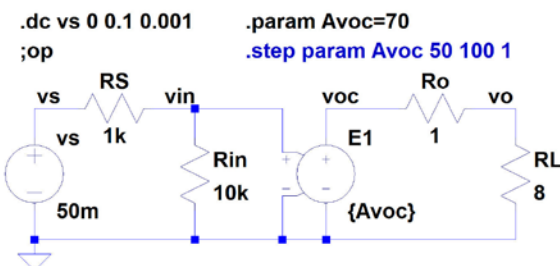 .dc vs 0 0.1 0.001 .param Avoc=70
;op .step param Avoc 50 100 1
RS Ro
vs vin voc vo
vs 1k E1 1
Rin RL
10k 8
50m {Avoc}